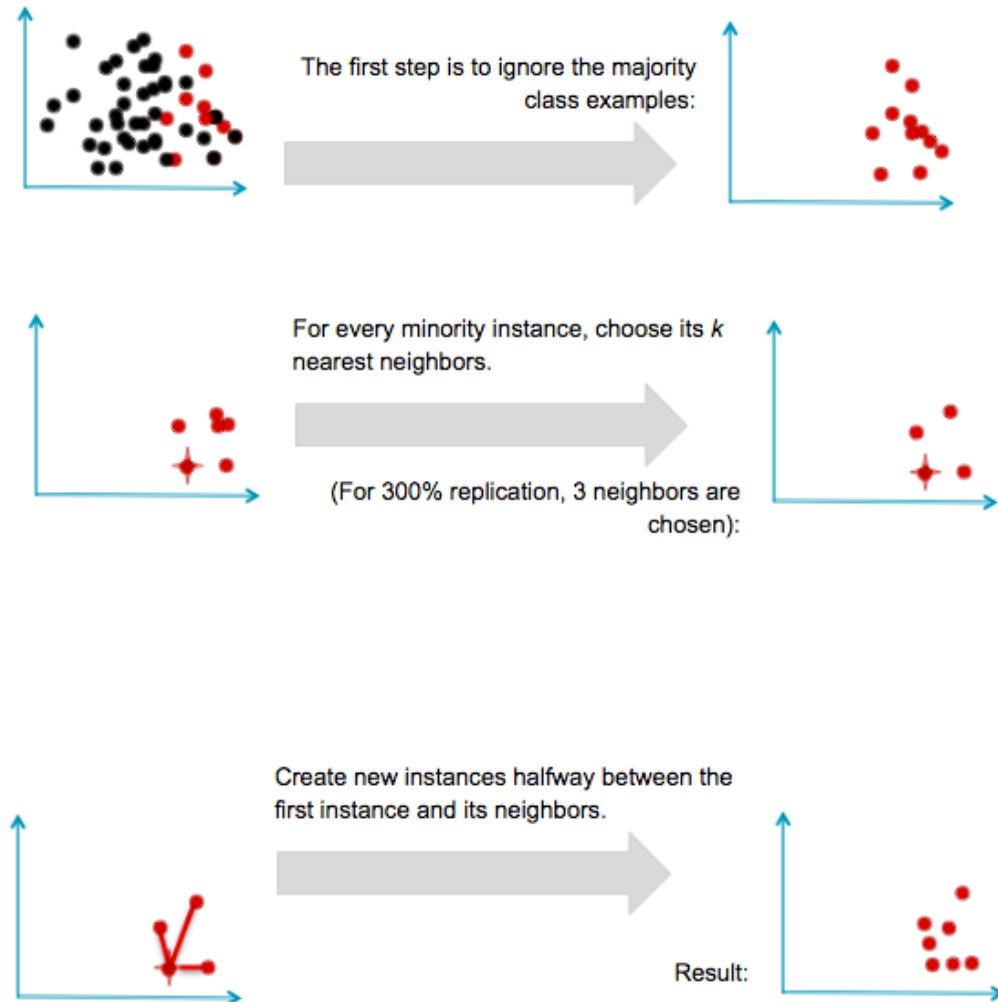 The first step is to ignore the majority
class examples:
For every minority instance, choose its k
nearest neighbors.
(For 300% replication, 3 neighbors are
chosen):
Create new instances halfway between the
first instance and its neighbors.
Result: